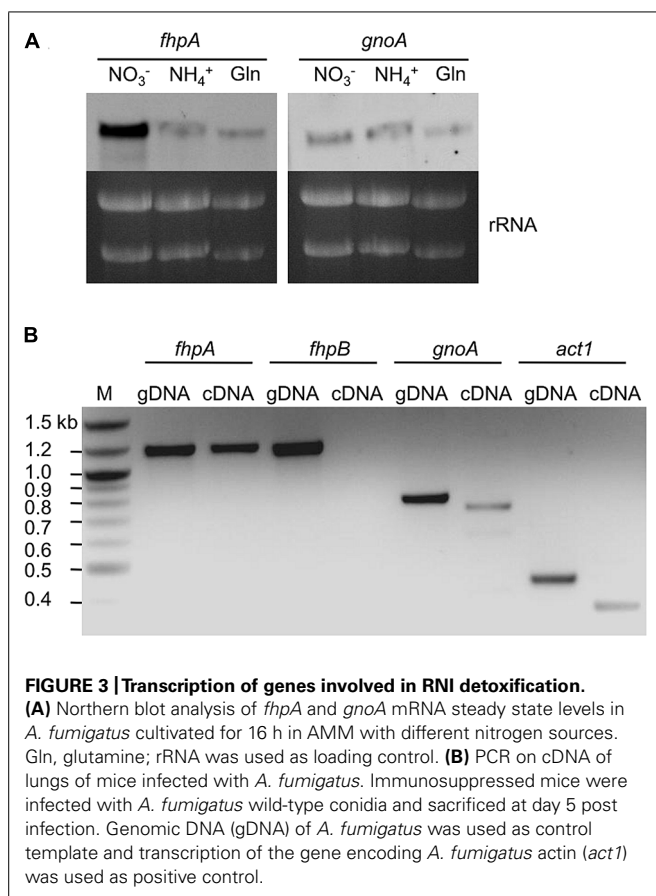 A
fhpA gnoA
NO₃⁻ NH₄⁺ Gln NO₃⁻ NH₄⁺ Gln
rRNA
B
fhpA fhpB gnoA act1
M gDNA cDNA gDNA cDNA gDNA cDNA gDNA cDNA
1.5 kb
1.2
1.0
0.9
0.8
0.7
0.6
0.5
0.4
FIGURE 3 | Transcription of genes involved in RNI detoxification.
(A) Northern blot analysis of fhpA and gnoA mRNA steady state levels in
A. fumigatus cultivated for 16 h in AMM with different nitrogen sources.
Gln, glutamine; rRNA was used as loading control. (B) PCR on cDNA of
lungs of mice infected with A. fumigatus. Immunosuppressed mice were
infected with A. fumigatus wild-type conidia and sacrificed at day 5 post
infection. Genomic DNA (gDNA) of A. fumigatus was used as control
template and transcription of the gene encoding A. fumigatus actin (act1)
was used as positive control.